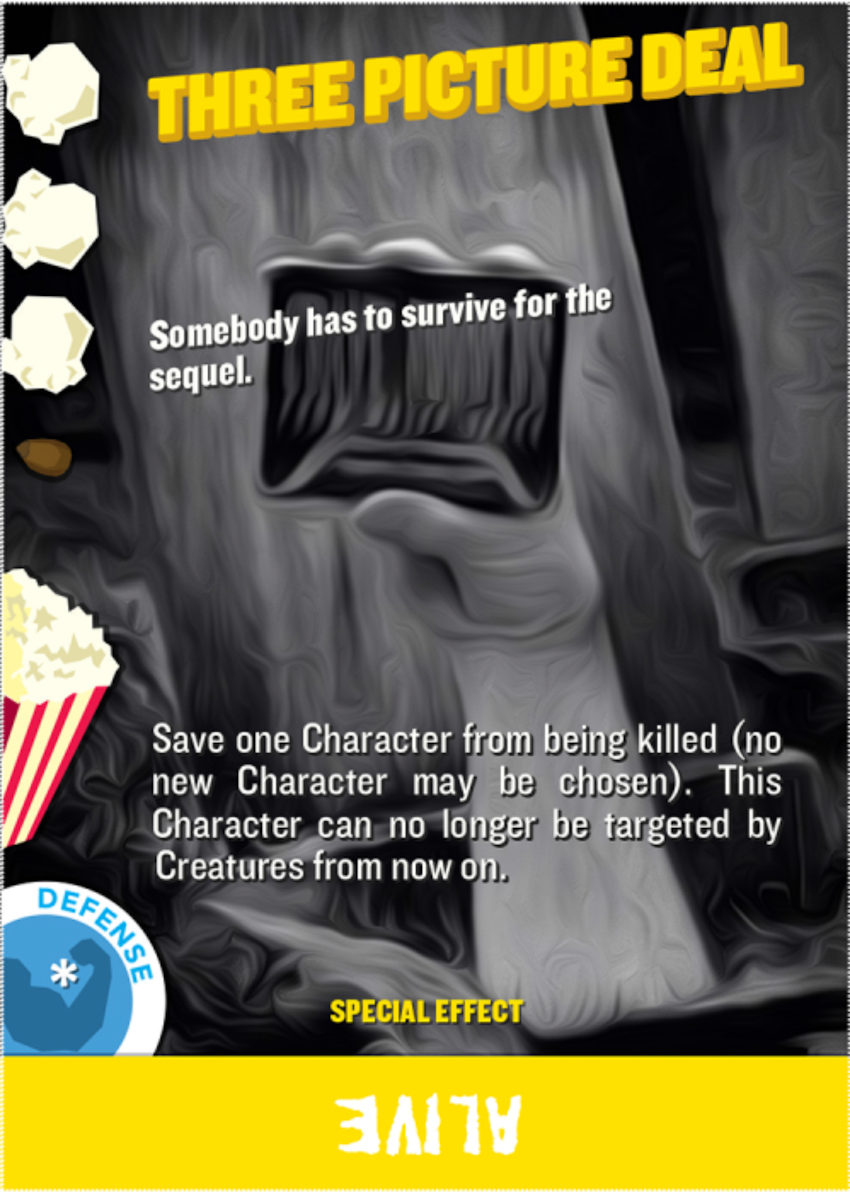 THREE PICTURE DEAL
Somebody has to survive for the
sequel.
Save one Character from being killed (no
new Character may be chosen). This
Character can no longer be targeted by
Creatures from now on.
DEFENSE
*
SPECIAL EFFECT
ALIVE